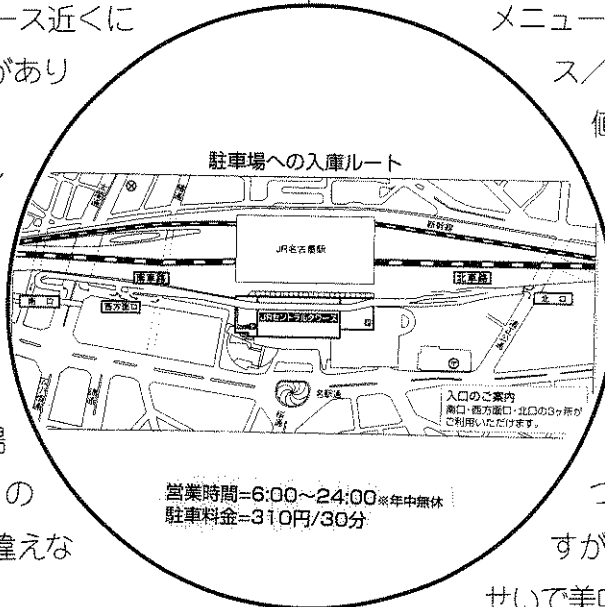 ース近くに
があり
の
違えな
メニュー
ス／
つ
すが
せいで美
駐車場への入庫ルート
新幹線
JR名古屋駅
南車路
北車路
南口
西方面口
北口
JRセントラルタワーズ
名駅通
桜通
入口のご案内
南口・西方面口・北口の3ヶ所が
ご利用いただけます。
営業時間=6:00〜24:00※年中無休
駐車料金=310円/30分